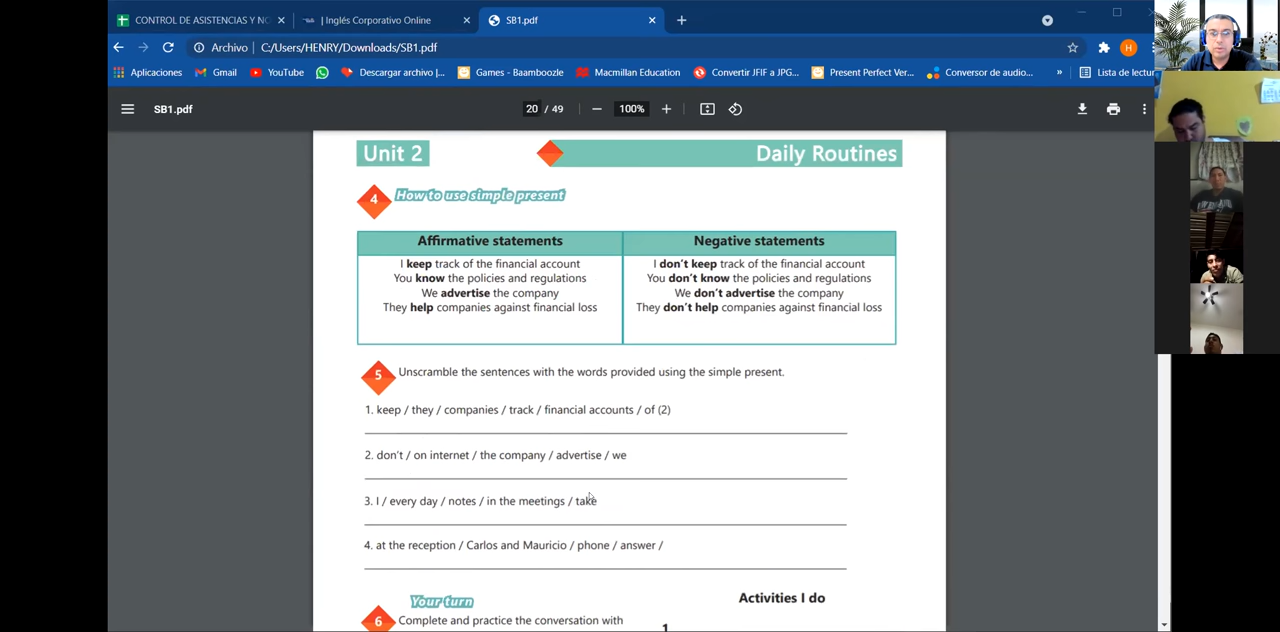 CONTROL DE ASISTENCIAS Y NO
| Inglés Corporativo Online
SB1.pdf
Archivo | C:/Users/HENRY/Downloads/SB1.pdf
H
Aplicaciones
Gmail
YouTube
Descargar archivo |...
Games - Baamboozle
Macmillan Education
Convertir JFIF a JPG...
Present Perfect Ver...
Conversor de audio...
»
Lista de lectur
SB1.pdf
20 / 49
100%
Unit 2
Daily Routines
4
How to use simple present
Affirmative statements
Negative statements
I keep track of the financial account
You know the policies and regulations
We advertise the company
They help companies against financial loss
I don't keep track of the financial account
You don't know the policies and regulations
We don't advertise the company
They don't help companies against financial loss
5
Unscramble the sentences with the words provided using the simple present.
1. keep / they / companies / track / financial accounts / of (2)
2. don't / on internet / the company / advertise / we
3. I / every day / notes / in the meetings / take
4. at the reception / Carlos and Mauricio / phone / answer /
Your turn
Activities I do
6
Complete and practice the conversation with
1